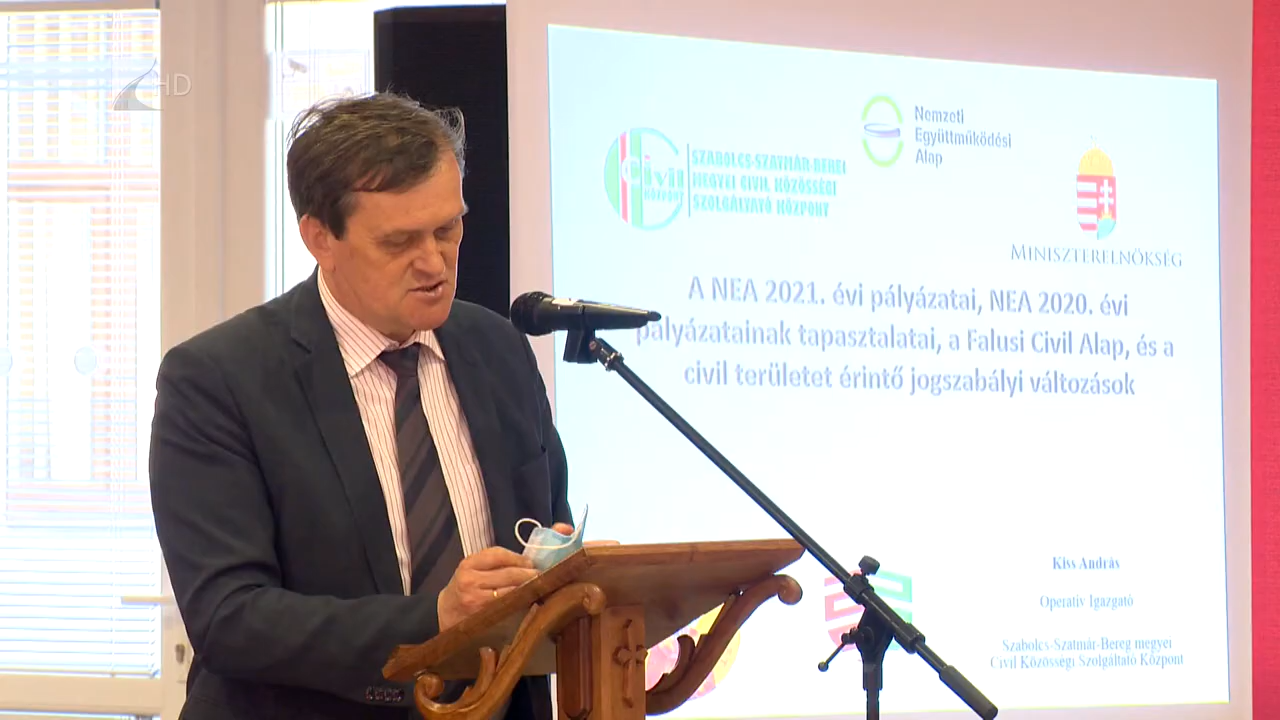 HD
Nemzeti
Együttműködési
Alap
Civil
KÖZPONT
SZABOLCS-SZATMÁR-BEREG
MEGYEI CIVIL KÖZÖSSÉGI
SZOLGÁLTATÓ KÖZPONT
MINISZTERELNÖKSÉG
A NEA 2021. évi pályázatai, NEA 2020. évi
pályázatainak tapasztalatai, a Falusi Civil Alap, és a
civil területet érintő jogszabályi változások
Kiss András
Operatív Igazgató
Szabolcs-Szatmár-Bereg megyei
Civil Közösségi Szolgáltató Központ